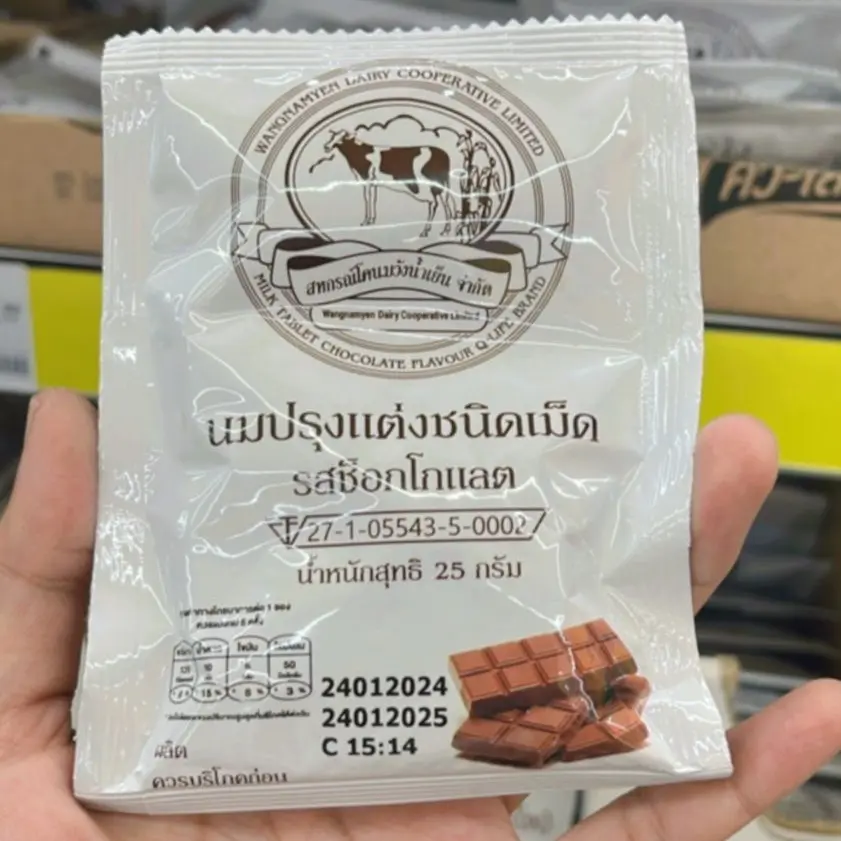 WANGNAMYEN DAIRY COOPERATIVE LIMITED
สหกรณ์โคนมวังน้ำเย็น จำกัด
Wangnamyen Dairy Cooperative Limited
MILK TABLET CHOCOLATE FLAVOUR Q-LIFE BRAND
นมปรุงแต่งชนิดเม็ด
รสช็อกโกแลต
27-1-05543-5-0002
น้ำหนักสุทธิ 25 กรัม
24012024
24012025
ผลิต C 15:14
ควรบริโภคก่อน